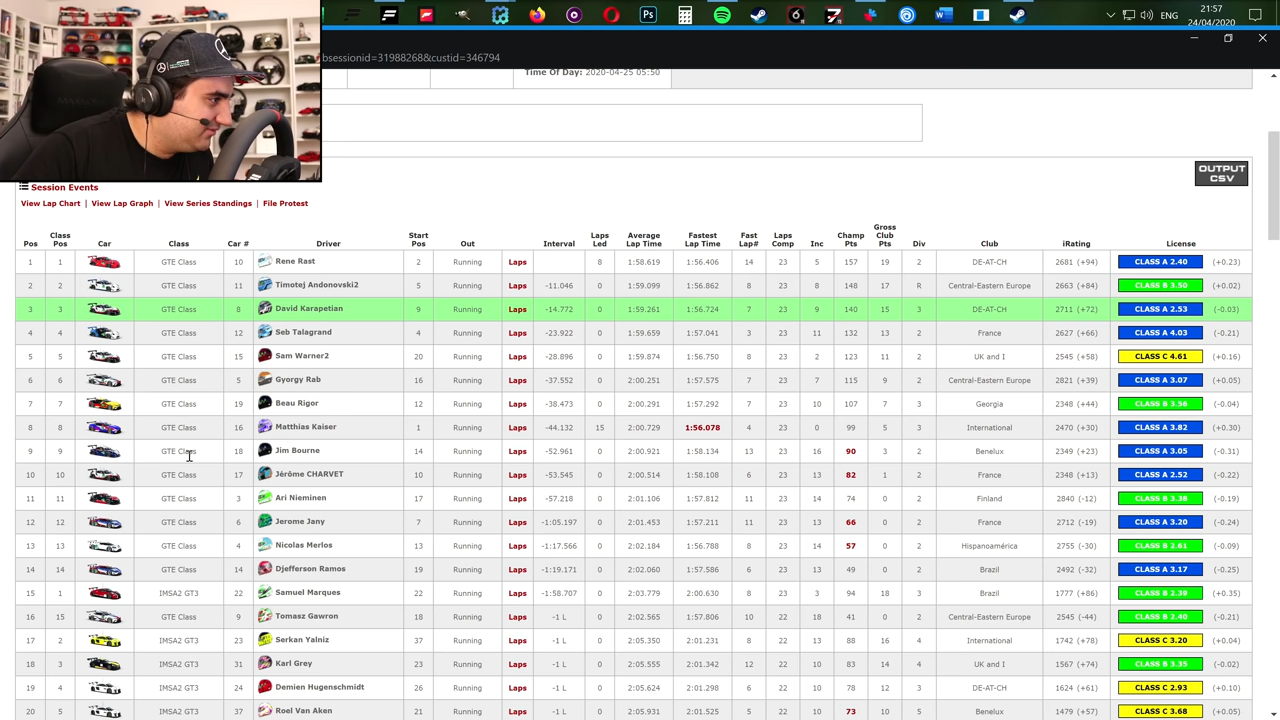 ENG
21:57
24/04/2020
bsessionid=31988268&custid=346794
Time Of Day: 2020-04-25 05:50
OUTPUT CSV
Session Events
View Lap Chart | View Lap Graph | View Series Standings | File Protest
Pos Class Pos Car Class Car # Driver Start Pos Out Interval Laps Led Average Lap Time Fastest Lap Time Fast Lap# Laps Comp Inc Champ Pts Gross Club Pts Div Club iRating License
1 1 GTE Class 10 Rene Rast 2 Running Laps 8 1:58.619 1:56.406 14 23 5 157 19 2 DE-AT-CH 2681 (+94) CLASS A 2.40 (+0.23)
2 2 GTE Class 11 Timotej Andonovski2 7 Running Laps -11.046 0 1:59.099 1:56.862 8 23 8 148 17 R Central-Eastern Europe 2663 (+84) CLASS B 3.50 (+0.02)
3 3 GTE Class 8 David Karapetian 9 Running Laps -14.772 0 1:59.261 1:56.724 7 23 9 140 15 3 DE-AT-CH 2711 (+72) CLASS A 2.53 (-0.03)
4 4 GTE Class 12 Seb Talagrand 4 Running Laps -23.922 0 1:59.659 1:57.041 3 23 11 132 13 2 France 2627 (+66) CLASS A 4.03 (-0.21)
5 5 GTE Class 15 Sam Warner2 20 Running Laps -28.896 0 1:59.874 1:56.750 8 23 2 123 11 2 UK and I 2545 (+58) CLASS C 4.61 (+0.16)
6 6 GTE Class 5 Gyorgy Rab 16 Running Laps -37.552 0 2:00.251 1:57.575 7 23 7 115 9 2 Central-Eastern Europe 2821 (+39) CLASS A 3.07 (+0.05)
7 7 GTE Class 19 Beau Rigor 12 Running Laps -38.473 0 2:00.291 1:57.292 7 23 7 107 7 3 Georgia 2348 (+44) CLASS B 3.56 (-0.04)
8 GTE Class 16 Matthias Kaiser 1 Running Laps -44.132 15 2:00.729 1:56.078 4 23 0 99 5 3 International 2470 (+30) CLASS A 3.82 (+0.30)
9 9 GTE Class 18 Jim Bourne 14 Running Laps -52.961 0 2:00.921 1:58.134 13 23 16 90 3 2 Benelux 2349 (+23) CLASS A 3.05 (-0.31)
10 10 GTE Class 17 Jérôme CHARVET 10 Running Laps -53.545 0 2:00.514 1:58.108 6 23 13 82 1 2 France 2348 (+13) CLASS A 2.52 (-0.22)
11 11 GTE Class 3 Ari Nieminen 17 Running Laps -57.218 0 2:01.106 1:57.812 11 23 14 74 0 2 Finland 2840 (-12) CLASS B 3.38 (-0.19)
12 12 GTE Class 6 Jerome Jany 7 Running Laps -1:05.197 0 2:01.453 1:57.211 11 23 13 66 0 2 France 2712 (-19) CLASS A 3.20 (-0.24)
13 13 GTE Class 4 Nicolas Merlos 13 Running Laps -1:17.566 0 2:02.184 1:56.788 8 23 14 57 0 2 Hispanoamérica 2755 (-30) CLASS B 2.61 (-0.09)
14 14 GTE Class 14 Djefferson Ramos 19 Running Laps -1:19.171 0 2:02.060 1:57.586 3 23 13 49 0 2 Brazil 2492 (-32) CLASS A 3.17 (-0.25)
15 1 IMSA2 GT3 22 Samuel Marques 22 Running Laps -1:58.707 0 2:03.779 2:00.630 8 23 3 94 18 3 Brazil 1777 (+86) CLASS B 2.39 (+0.35)
16 15 GTE Class 9 Tomasz Gawron 18 Running Laps -1 L 0 2:02.565 1:57.806 10 22 18 41 0 2 Central-Eastern Europe 2545 (-44) CLASS B 2.40 (-0.21)
17 2 IMSA2 GT3 23 Serkan Yalniz 37 Running Laps -1 L 0 2:05.350 2:01.231 8 22 12 88 16 4 International 1742 (+78) CLASS C 3.20 (+0.04)
18 3 IMSA2 GT3 31 Karl Grey 23 Running Laps -1 L 0 2:05.555 2:01.342 12 22 10 83 14 4 UK and I 1567 (+74) CLASS B 3.35 (-0.02)
19 4 IMSA2 GT3 24 Demien Hugenschmidt 26 Running Laps -1 L 0 2:05.624 2:01.298 6 22 10 78 12 3 DE-AT-CH 1624 (+61) CLASS C 2.93 (+0.10)
20 5 IMSA2 GT3 37 Roel Van Aken 21 Running Laps -1 L 0 2:05.931 2:01.525 5 22 10 73 10 5 Benelux 1479 (+57) CLASS C 3.68 (+0.05)